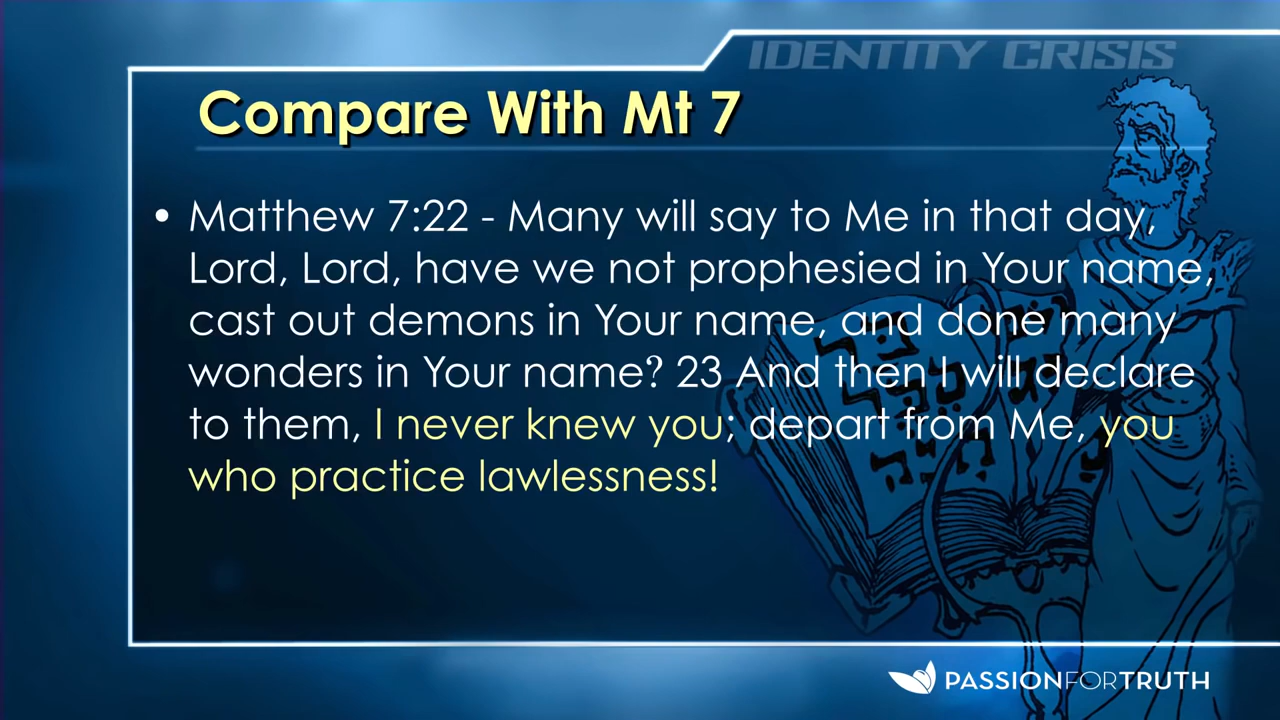 IDENTITY CRISIS
Compare With Mt 7
• Matthew 7:22 - Many will say to Me in that day,
Lord, Lord, have we not prophesied in Your name,
cast out demons in Your name, and done many
wonders in Your name? 23 And then I will declare
to them, I never knew you; depart from Me, you
who practice lawlessness!
PASSIONFORTRUTH